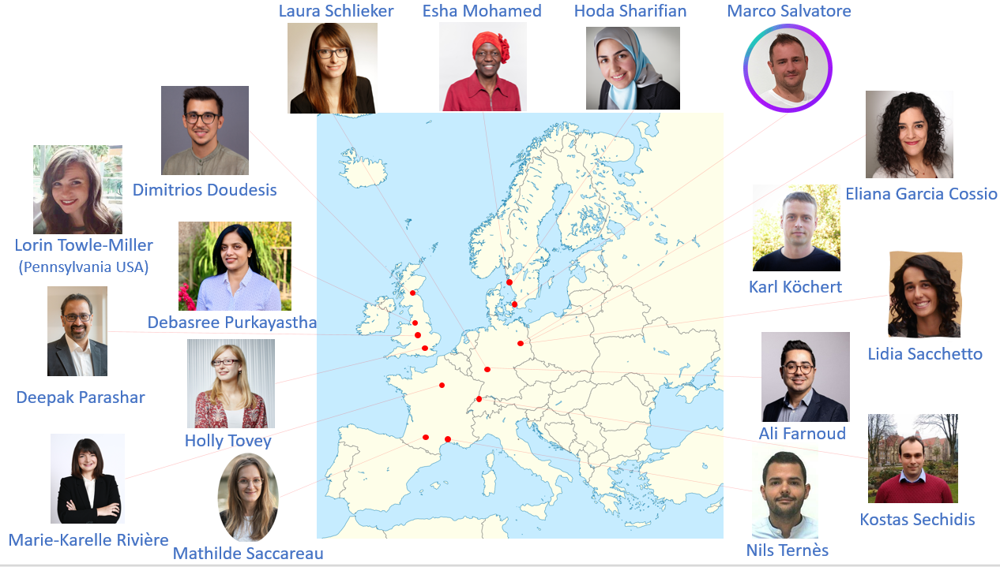 Laura Schlieker
Esha Mohamed
Hoda Sharifian
Marco Salvatore
Dimitrios Doudesis
Eliana Garcia Cossio
Lorin Towle-Miller
(Pennsylvania USA)
Karl Köchert
Debasree Purkayastha
Lidia Sacchetto
Deepak Parashar
Holly Tovey
Ali Farnoud
Kostas Sechidis
Marie-Karelle Rivière
Mathilde Saccareau
Nils Ternès